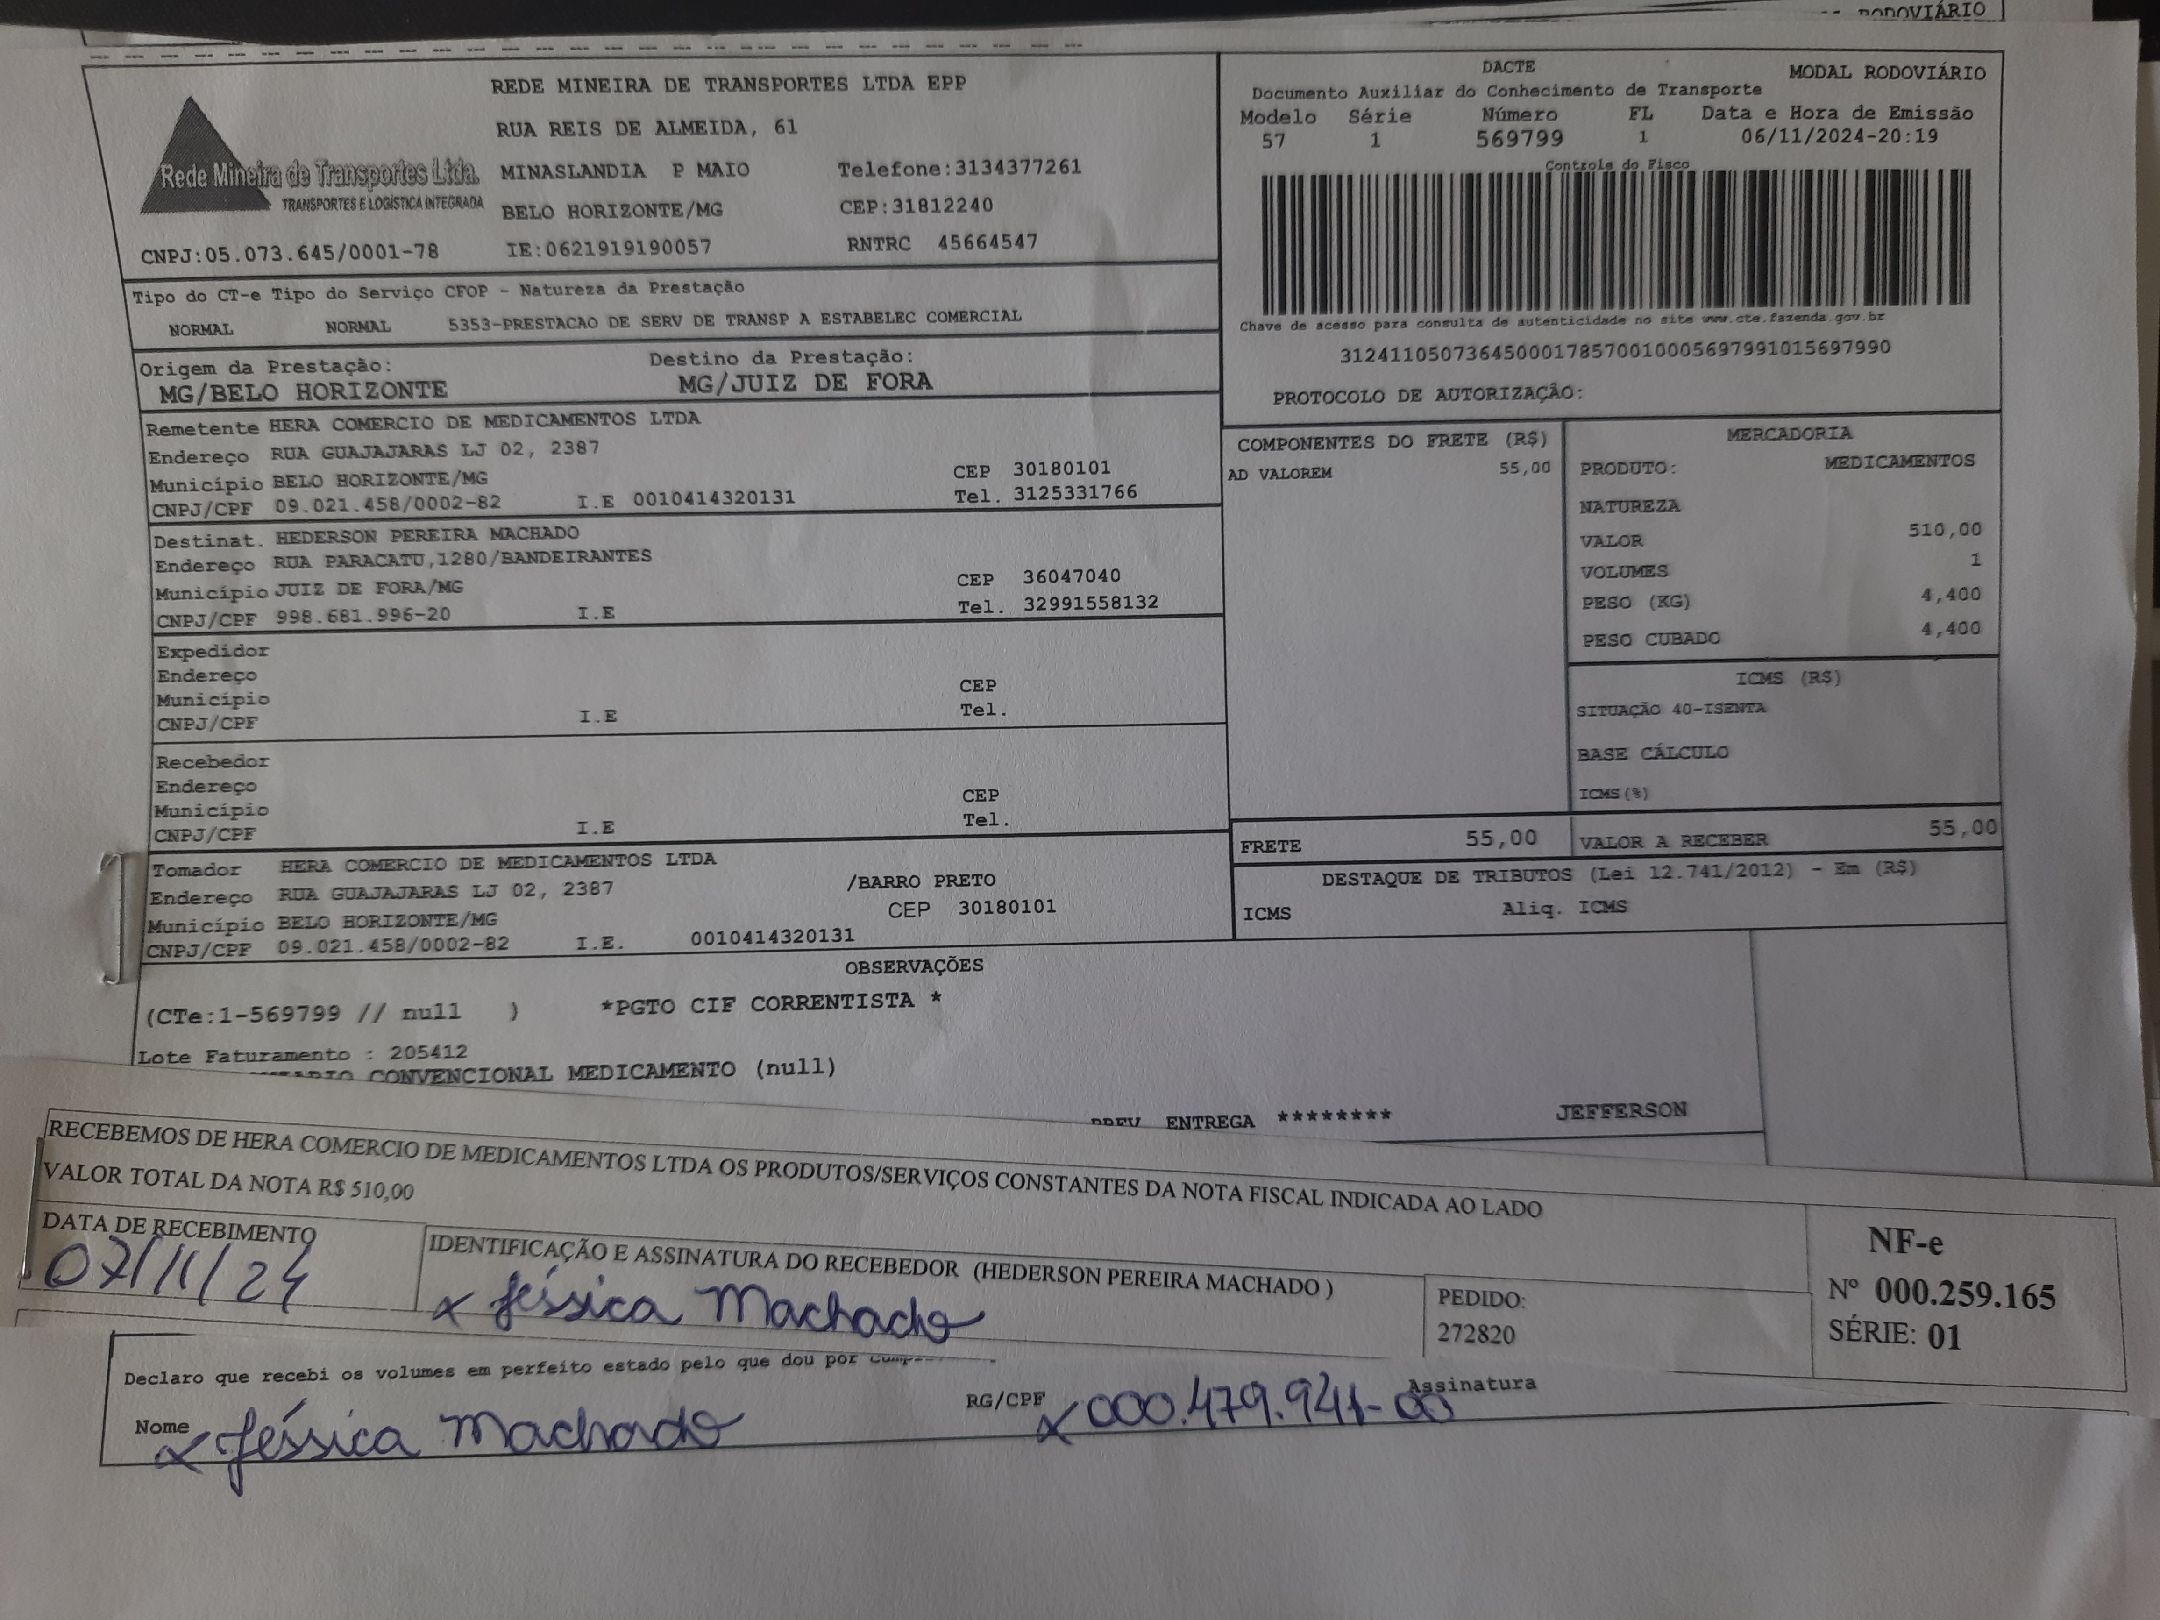 RODOVIÁRIO
REDE MINEIRA DE TRANSPORTES LTDA EPP
RUA REIS DE ALMEIDA, 61
Rede Mineira de Transportes Ltda.
TRANSPORTES E LOGÍSTICA INTEGRADA
MINASLANDIA P MAIO Telefone:3134377261
BELO HORIZONTE/MG CEP:31812240
CNPJ:05.073.645/0001-78 IE:0621919190057 RNTRC 45664547
DACTE MODAL RODOVIÁRIO
Documento Auxiliar do Conhecimento de Transporte
Modelo Série Número FL Data e Hora de Emissão
57 1 569799 1 06/11/2024-20:19
Controle do Fisco
Chave de acesso para consulta de autenticidade no site www.cte.fazenda.gov.br
31241105073645000178570010005697991015697990
PROTOCOLO DE AUTORIZAÇÃO:
Tipo do CT-e Tipo do Serviço CFOP - Natureza da Prestação
NORMAL NORMAL 5353-PRESTACAO DE SERV DE TRANSP A ESTABELEC COMERCIAL
Origem da Prestação: Destino da Prestação:
MG/BELO HORIZONTE MG/JUIZ DE FORA
Remetente HERA COMERCIO DE MEDICAMENTOS LTDA
Endereço RUA GUAJAJARAS LJ 02, 2387
Município BELO HORIZONTE/MG CEP 30180101
CNPJ/CPF 09.021.458/0002-82 I.E 0010414320131 Tel. 3125331766
Destinat. HEDERSON PEREIRA MACHADO
Endereço RUA PARACATU,1280/BANDEIRANTES
Município JUIZ DE FORA/MG CEP 36047040
CNPJ/CPF 998.681.996-20 I.E Tel. 32991558132
Expedidor
Endereço
Município CEP
CNPJ/CPF I.E Tel.
Recebedor
Endereço
Município CEP
CNPJ/CPF I.E Tel.
Tomador HERA COMERCIO DE MEDICAMENTOS LTDA
Endereço RUA GUAJAJARAS LJ 02, 2387 /BARRO PRETO
Município BELO HORIZONTE/MG CEP 30180101
CNPJ/CPF 09.021.458/0002-82 I.E. 0010414320131
COMPONENTES DO FRETE (R$)
AD VALOREM 55,00
MERCADORIA
PRODUTO: MEDICAMENTOS
NATUREZA
VALOR 510,00
VOLUMES 1
PESO (KG) 4,400
PESO CUBADO 4,400
ICMS (R$)
SITUAÇÃO 40-ISENTA
BASE CÁLCULO
ICMS(%)
FRETE 55,00 VALOR A RECEBER 55,00
DESTAQUE DE TRIBUTOS (Lei 12.741/2012) - Em (R$)
ICMS Aliq. ICMS
OBSERVAÇÕES
(CTe:1-569799 // null ) *PGTO CIF CORRENTISTA *
Lote Faturamento : 205412
CONVENCIONAL MEDICAMENTO (null)
PREV ENTREGA ******** JEFFERSON
RECEBEMOS DE HERA COMERCIO DE MEDICAMENTOS LTDA OS PRODUTOS/SERVIÇOS CONSTANTES DA NOTA FISCAL INDICADA AO LADO
VALOR TOTAL DA NOTA R$ 510,00
DATA DE RECEBIMENTO IDENTIFICAÇÃO E ASSINATURA DO RECEBEDOR (HEDERSON PEREIRA MACHADO )
07/11/24 x Jéssica Machado
PEDIDO:
272820
NF-e
Nº 000.259.165
SÉRIE: 01
Declaro que recebi os volumes em perfeito estado pelo que dou por
Nome x Jéssica Machado RG/CPF x 000.479.941-00 Assinatura